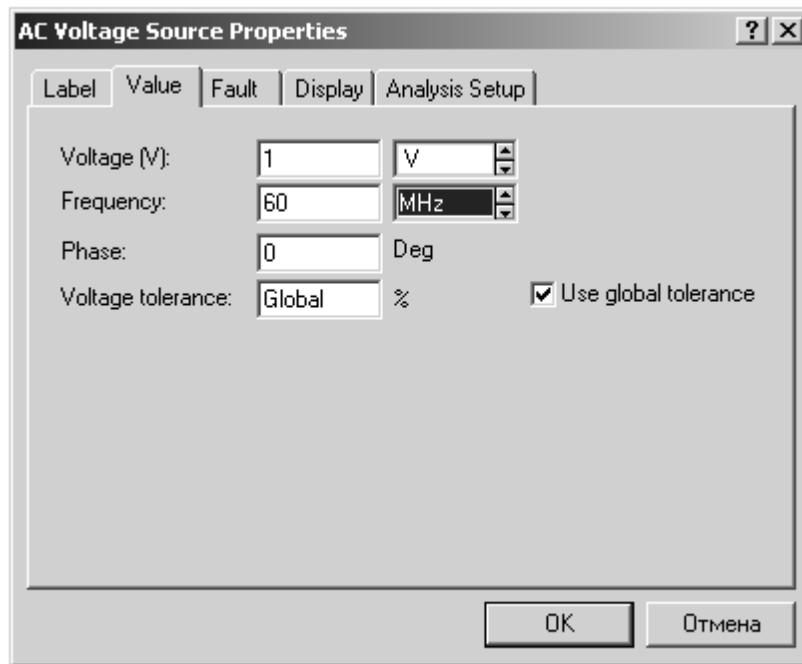 AC Voltage Source Properties ? X
Label Value Fault Display Analysis Setup
Voltage (V): 1 V
Frequency: 60 MHz
Phase: 0 Deg
Voltage tolerance: Global % Use global tolerance
OK Отмена